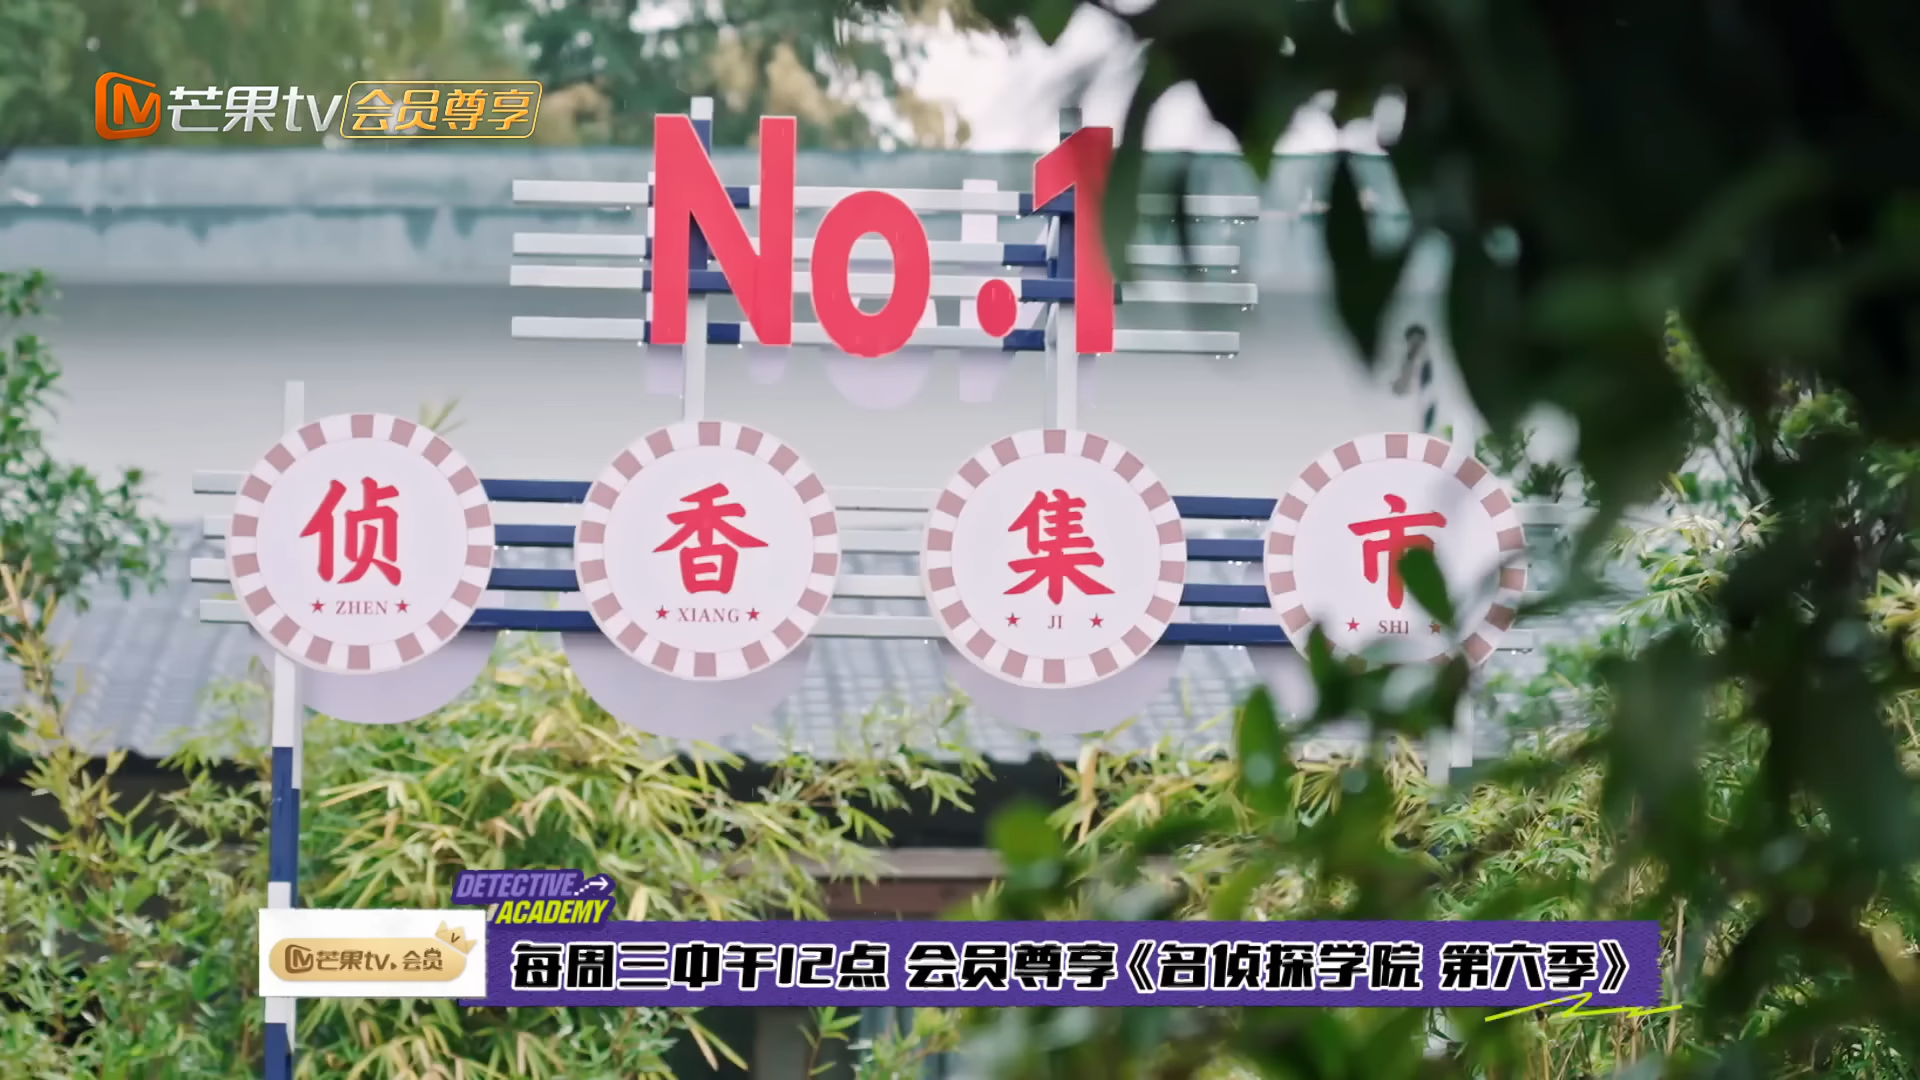 芒果tv 会员尊享
No.1
侦 香 集 市
ZHEN XIANG JI SHI
DETECTIVE
ACADEMY
芒果tv 会员
每周三中午12点 会员尊享《名侦探学院 第六季》